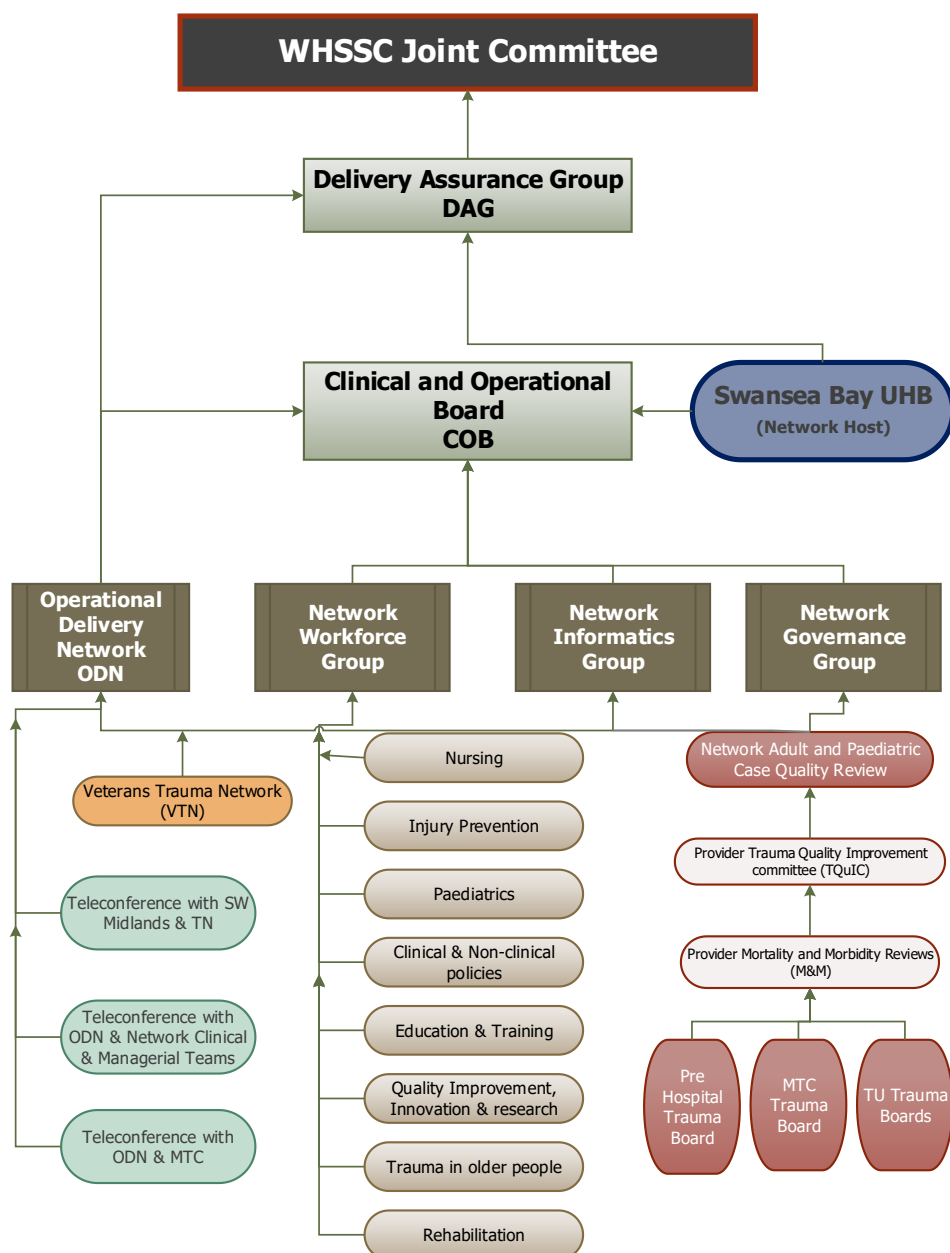 WHSSC Joint Committee
Delivery Assurance Group
DAG
Clinical and Operational
Board
COB
Swansea Bay UHB
(Network Host)
Operational
Delivery
Network
ODN
Network
Workforce
Group
Network
Informatics
Group
Network
Governance
Group
Veterans Trauma Network
(VTN)
Teleconference with SW
Midlands & TN
Teleconference with
ODN & Network Clinical
& Managerial Teams
Teleconference with
ODN & MTC
Nursing
Injury Prevention
Paediatrics
Clinical & Non-clinical
policies
Education & Training
Quality Improvement,
Innovation & research
Trauma in older people
Rehabilitation
Network Adult and Paediatric
Case Quality Review
Provider Trauma Quality Improvement
committee (TQuIC)
Provider Mortality and Morbidity Reviews
(M&M)
Pre
Hospital
Trauma
Board
MTC
Trauma
Board
TU Trauma
Boards